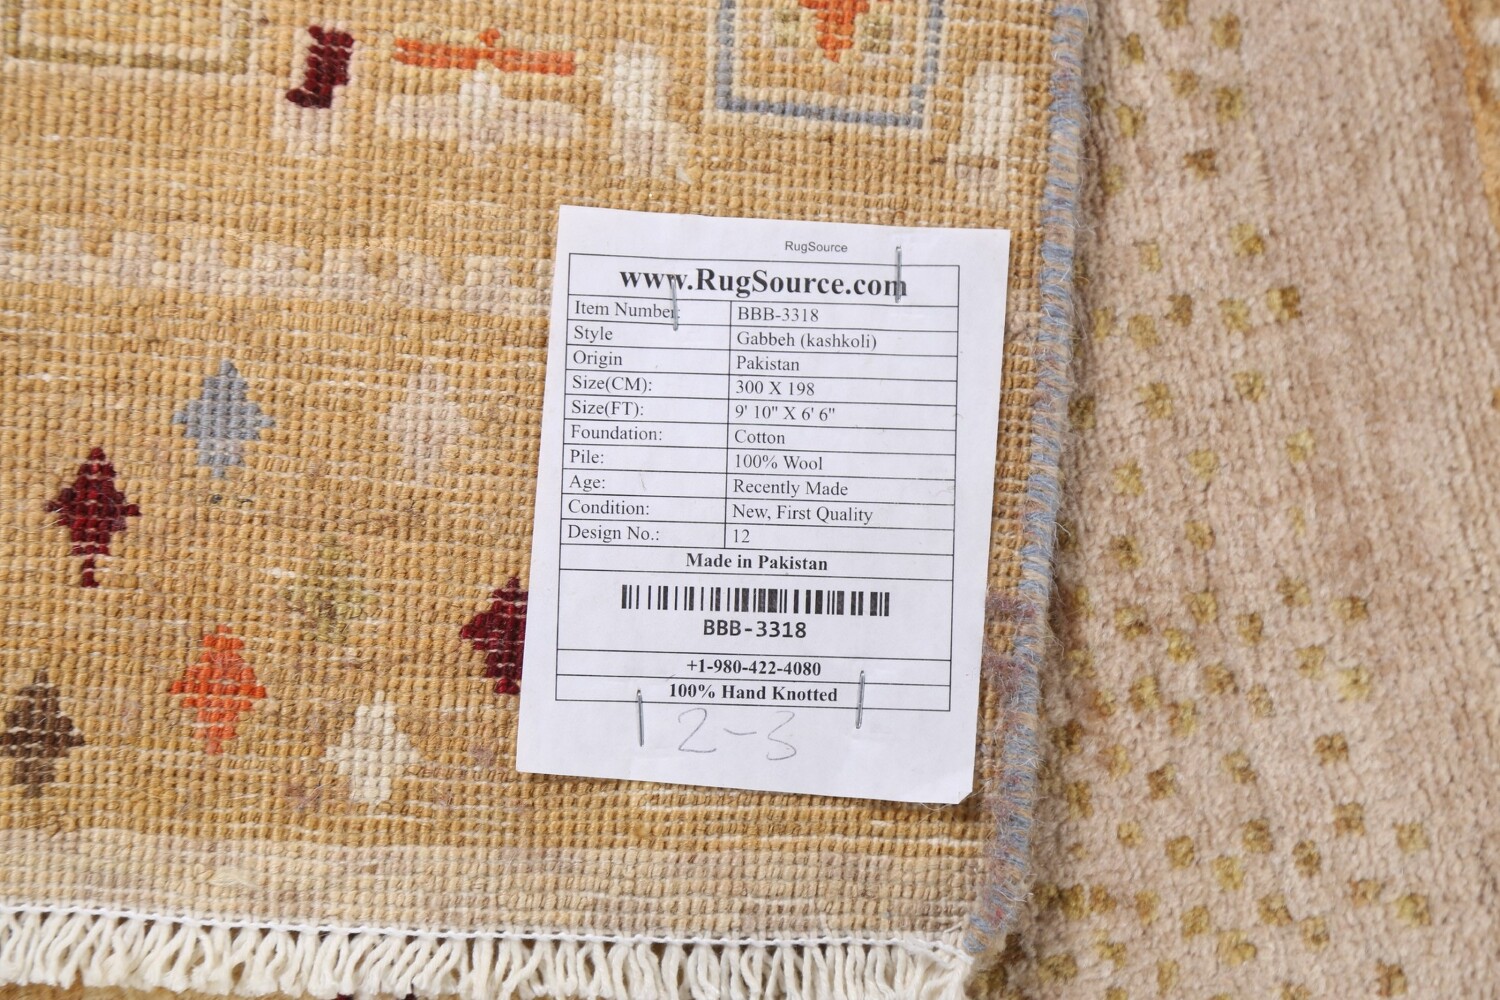 RugSource
www.RugSource.com
Item Number: BBB-3318
Style Gabbeh (kashkoli)
Origin Pakistan
Size(CM): 300 X 198
Size(FT): 9' 10" X 6' 6"
Foundation: Cotton
Pile: 100% Wool
Age: Recently Made
Condition: New, First Quality
Design No.: 12
Made in Pakistan
BBB-3318
+1-980-422-4080
100% Hand Knotted
2-3